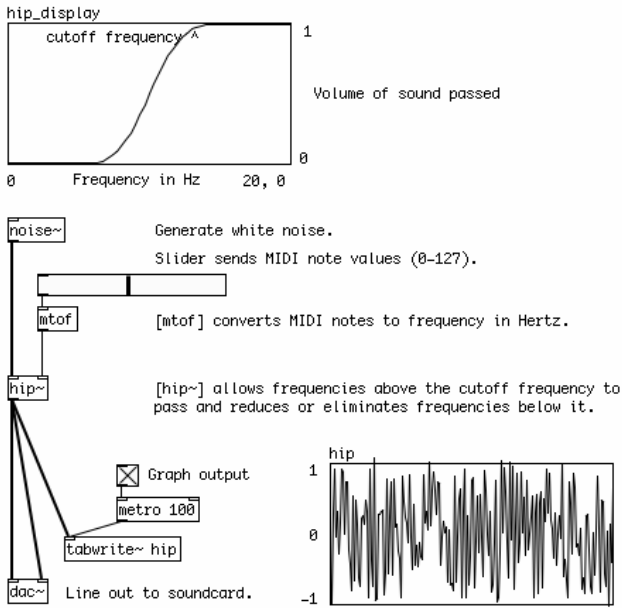 hip_display
cutoff frequency ^
1
Volume of sound passed
0
0 Frequency in Hz 20, 0
noise~ Generate white noise.
Slider sends MIDI note values (0-127).
mtof [mtof] converts MIDI notes to frequency in Hertz.
hip~ [hip~] allows frequencies above the cutoff frequency to
pass and reduces or eliminates frequencies below it.
hip
Graph output
1
metro 100
0
tabwrite~ hip
dac~ Line out to soundcard.
-1